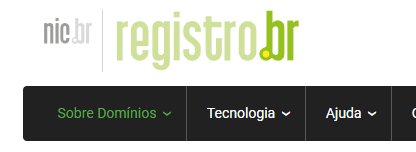 nic.br
registro.br
Sobre Domínios
Tecnologia
Ajuda